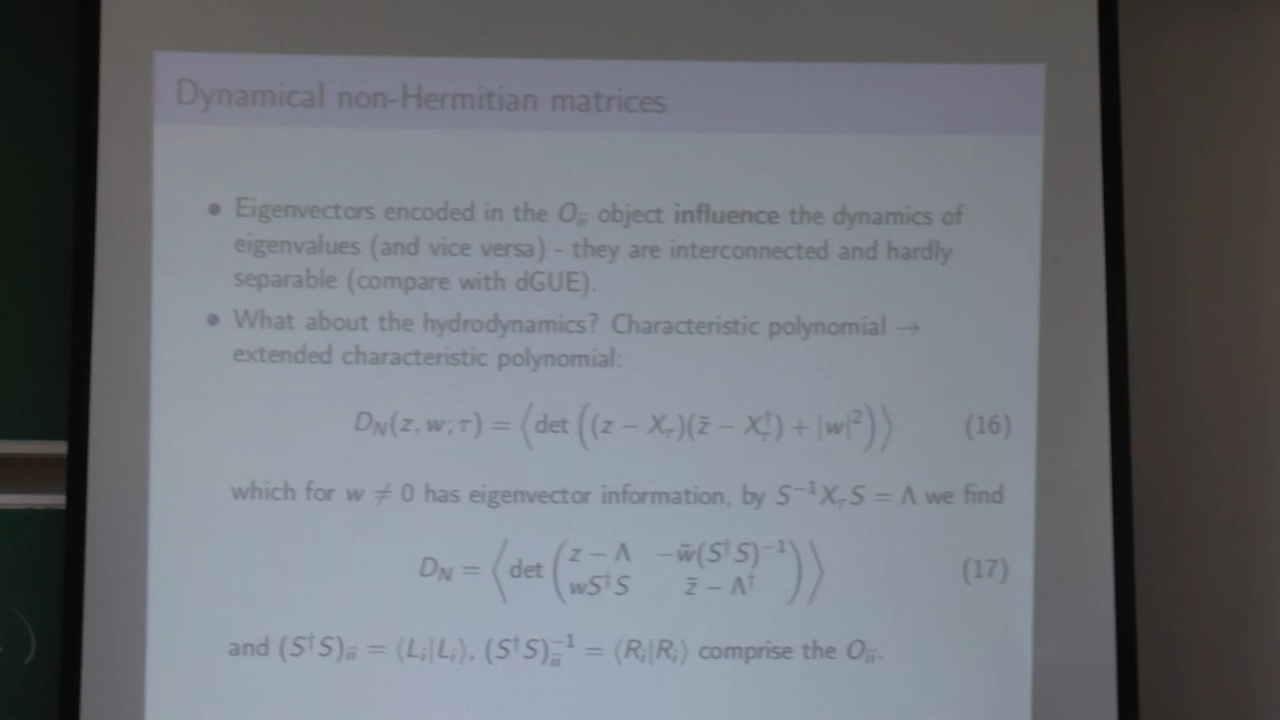 Dynamical non-Hermitian matrices
• Eigenvectors encoded in the O_{ii} object influence the dynamics of
eigenvalues (and vice versa) - they are interconnected and hardly
separable (compare with dGUE).
• What about the hydrodynamics? Characteristic polynomial →
extended characteristic polynomial:
D_N(z, w; τ) = ⟨det ((z − X_τ)(z̄ − X_τ^†) + |w|²)⟩ (16)
which for w ≠ 0 has eigenvector information, by S⁻¹X_τS = Λ we find
D_N = ⟨det (z − Λ −w̄(S†S)⁻¹
wS†S z̄ − Λ†)⟩ (17)
and (S†S)_{ii} = ⟨L_i|L_i⟩, (S†S)⁻¹_{ii} = ⟨R_i|R_i⟩ comprise the O_{ii}.
)